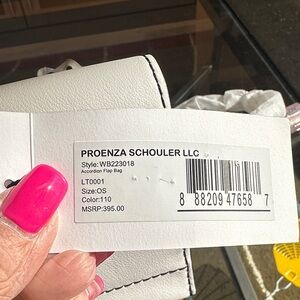 PROENZA SCHOULER LLC
Style:WB223018
Accordion Flap Bag
LT0001
Size:OS
Color:110
MSRP:395.00
8 88209 47658 7